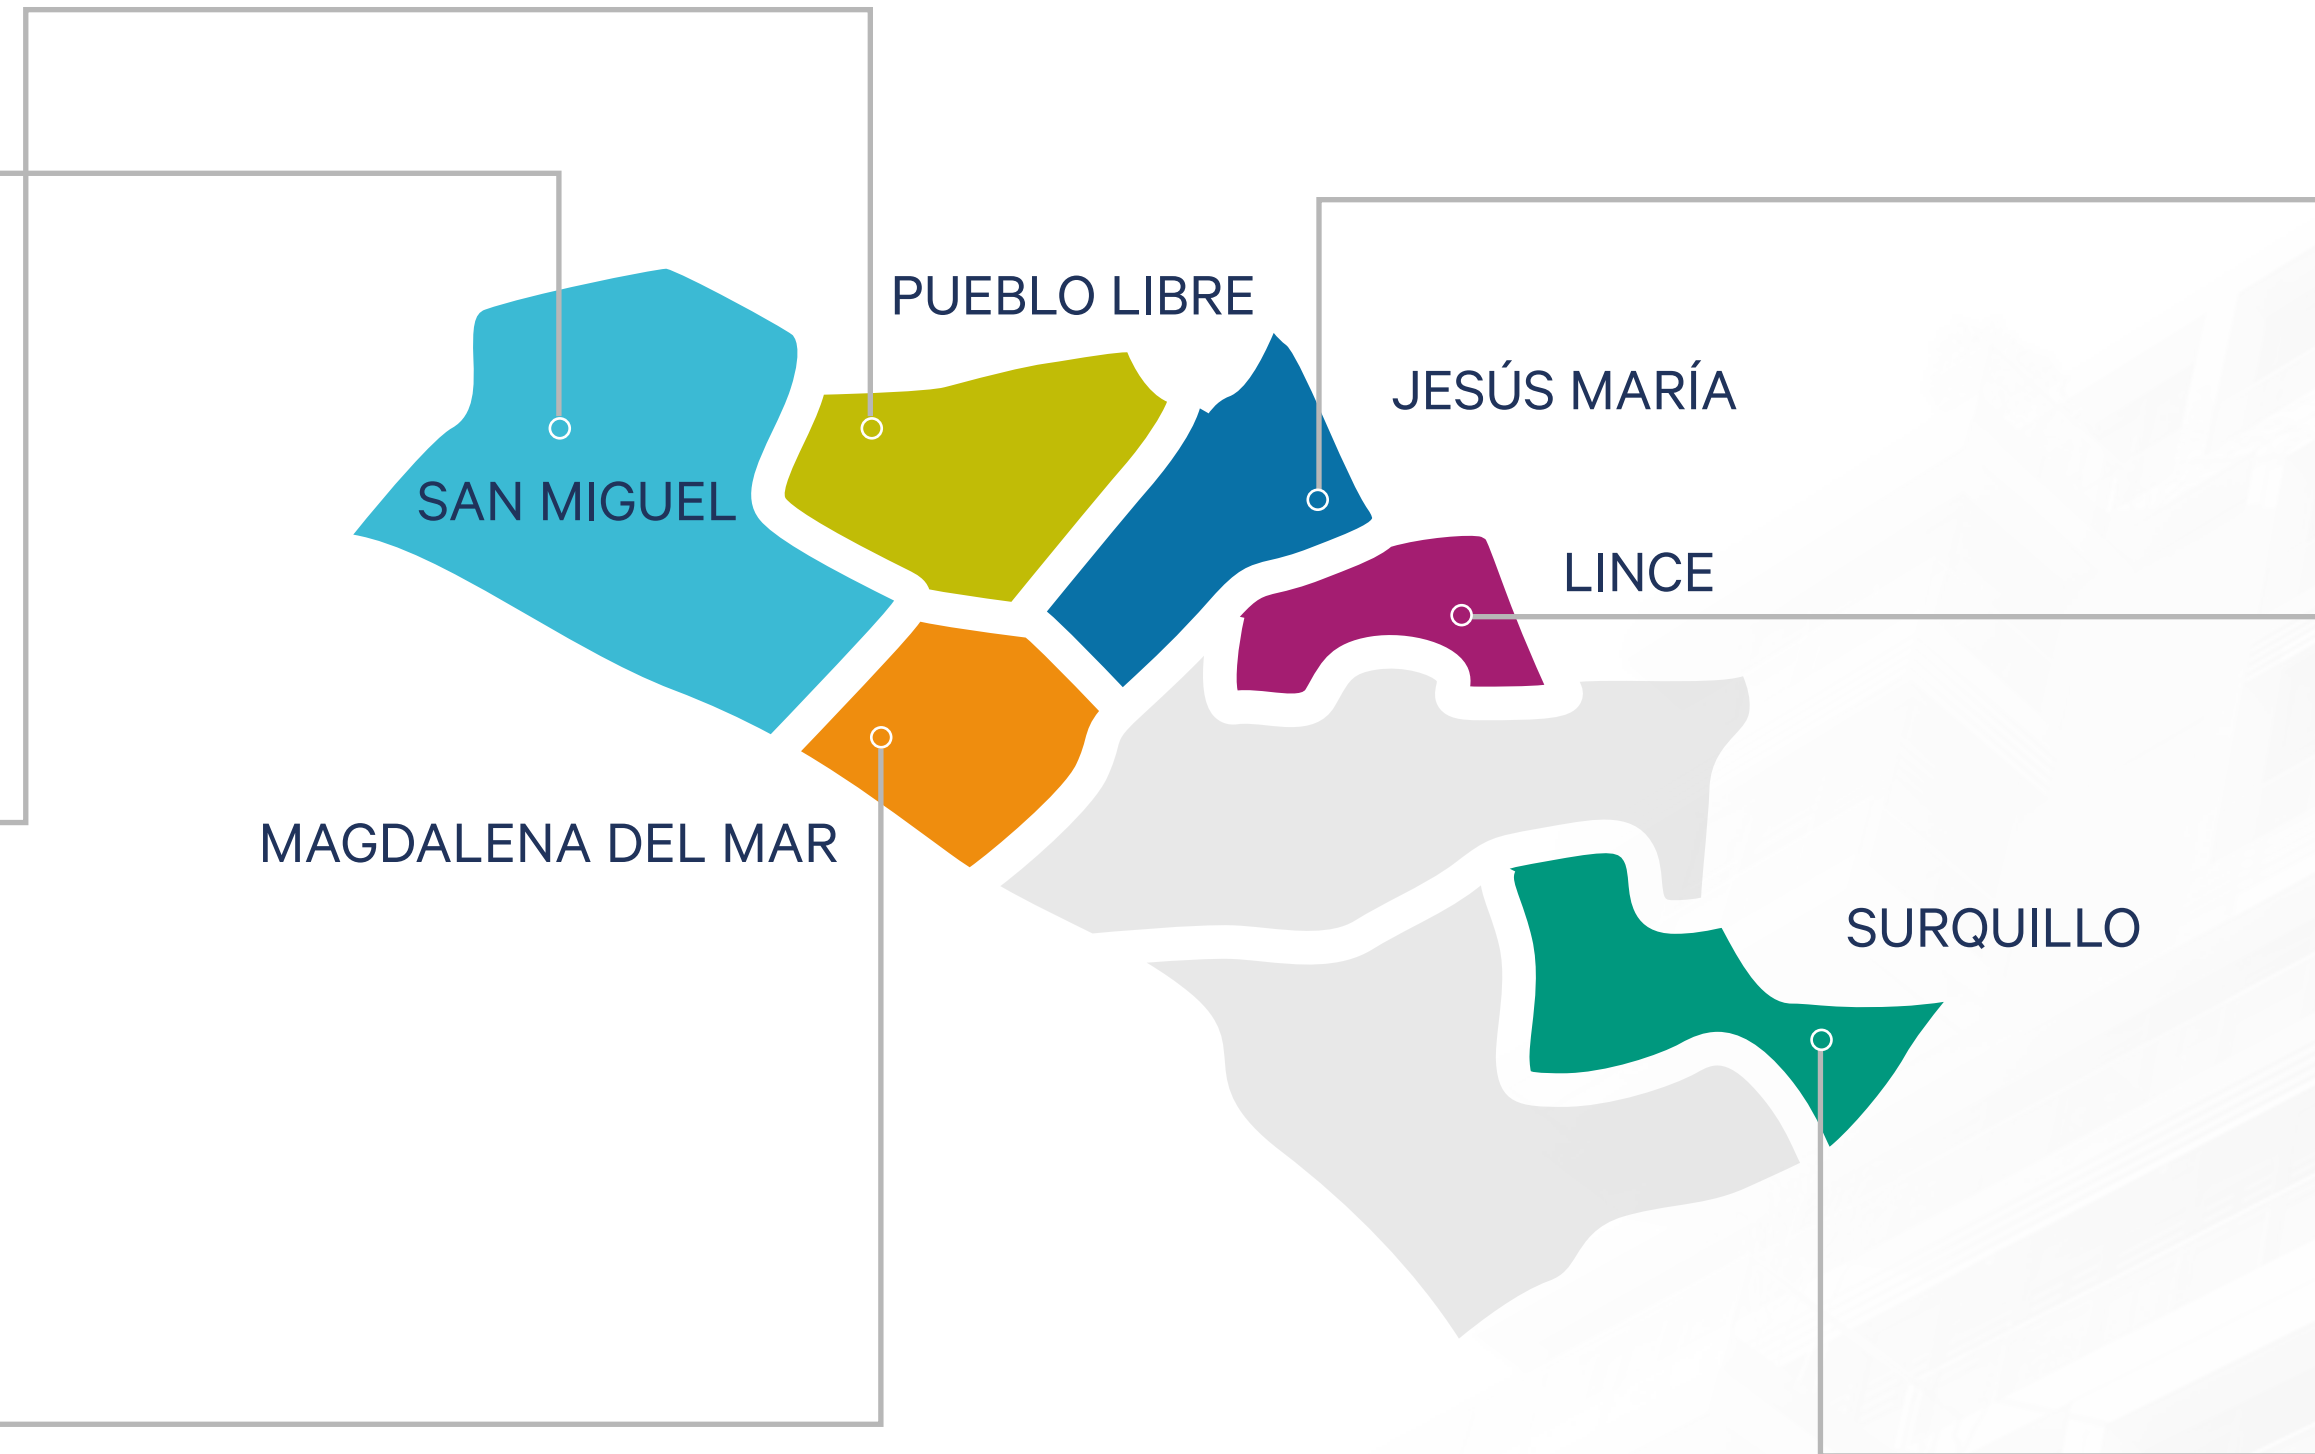 PUEBLO LIBRE
JESÚS MARÍA
SAN MIGUEL
LINCE
MAGDALENA DEL MAR
SURQUILLO